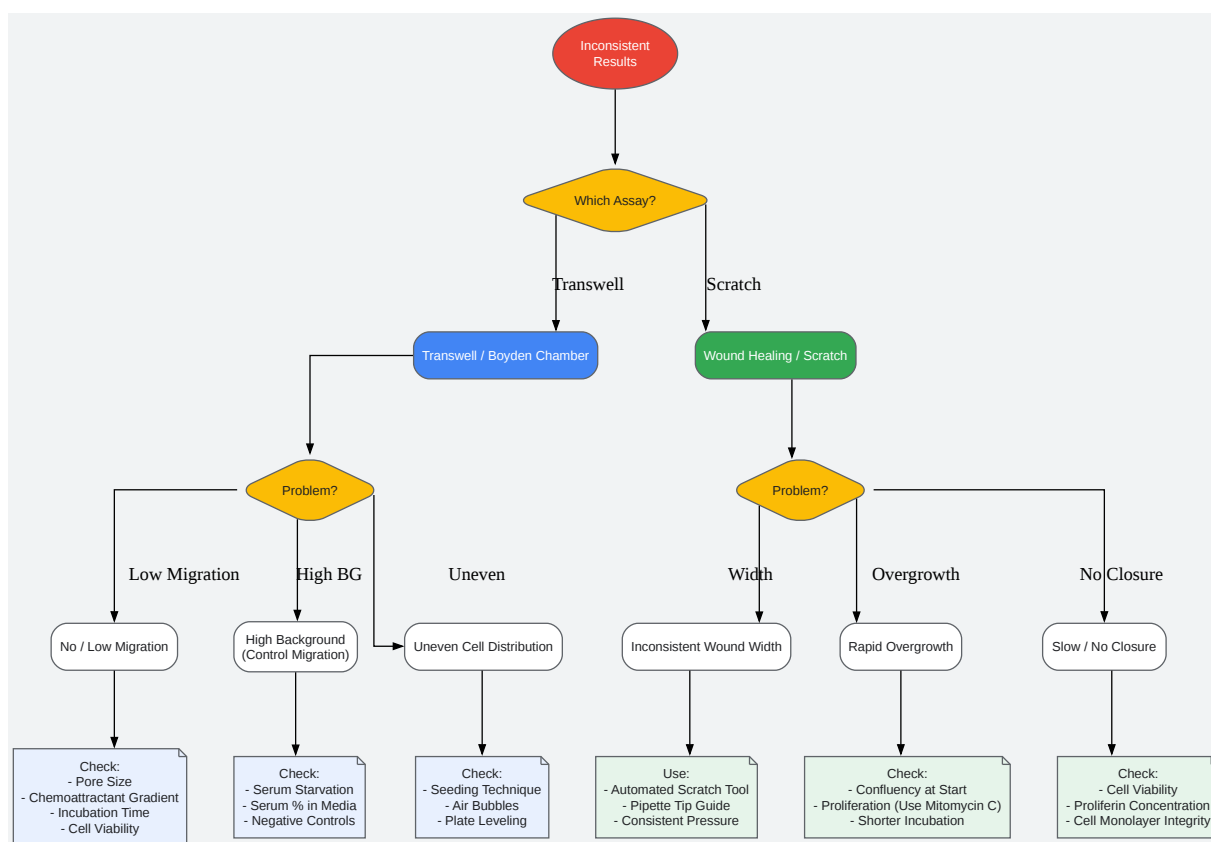 Inconsistent
Results
Which Assay?
Transwell
Scratch
Transwell / Boyden Chamber
Wound Healing / Scratch
Problem?
Problem?
Low Migration
High BG
Uneven
Width
Overgrowth
No Closure
No / Low Migration
High Background
(Control Migration)
Uneven Cell Distribution
Inconsistent Wound Width
Rapid Overgrowth
Slow / No Closure
Check:
- Pore Size
- Chemoattractant Gradient
- Incubation Time
- Cell Viability
Check:
- Serum Starvation
- Serum % in Media
- Negative Controls
Check:
- Seeding Technique
- Air Bubbles
- Plate Leveling
Use:
- Automated Scratch Tool
- Pipette Tip Guide
- Consistent Pressure
Check:
- Confluency at Start
- Proliferation (Use Mitomycin C)
- Shorter Incubation
Check:
- Cell Viability
- Proliferin Concentration
- Cell Monolayer Integrity